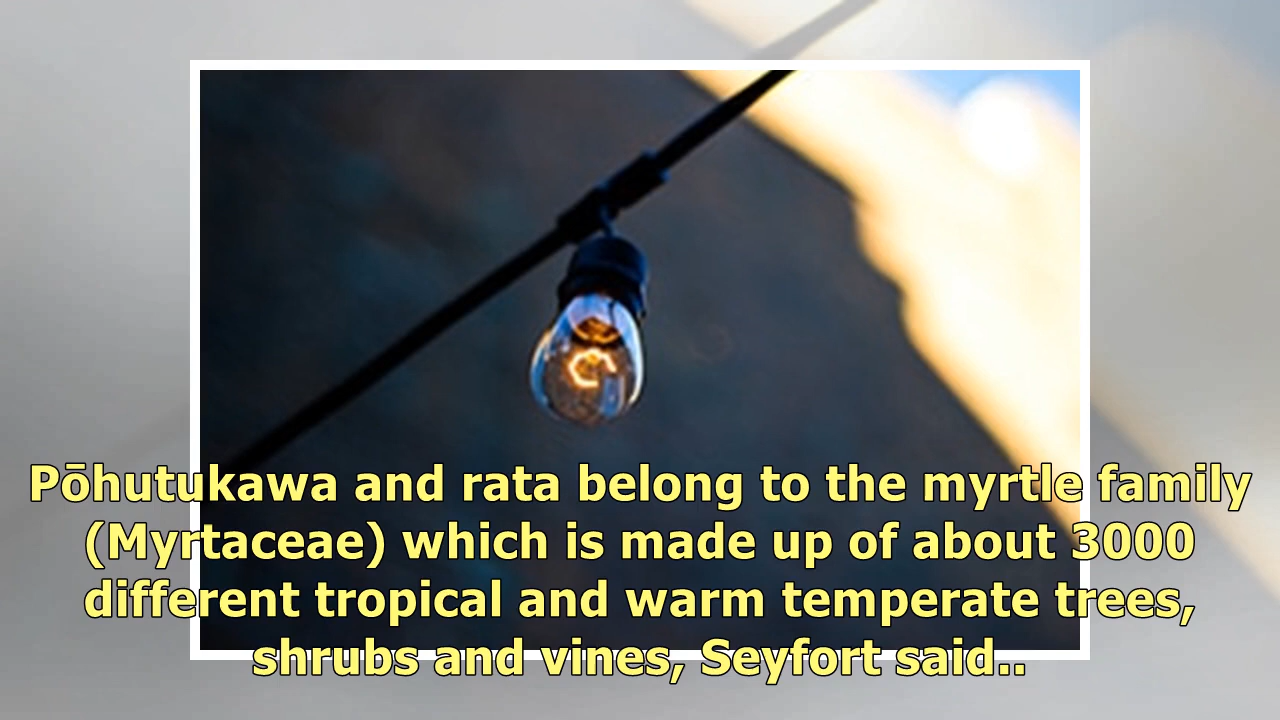 Pōhutukawa and rata belong to the myrtle family
(Myrtaceae) which is made up of about 3000
different tropical and warm temperate trees,
shrubs and vines, Seyfort said..